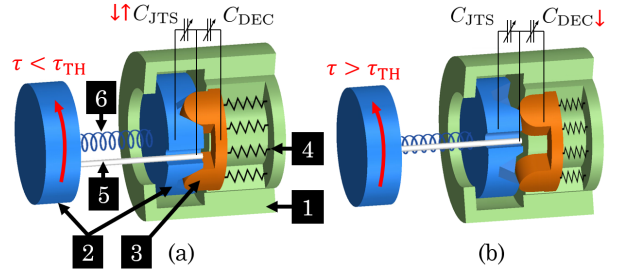 ↓↑C_JTS C_DEC
τ < τ_TH
6
5
4
1
2
3
(a)
C_JTS C_DEC↓
τ > τ_TH
(b)